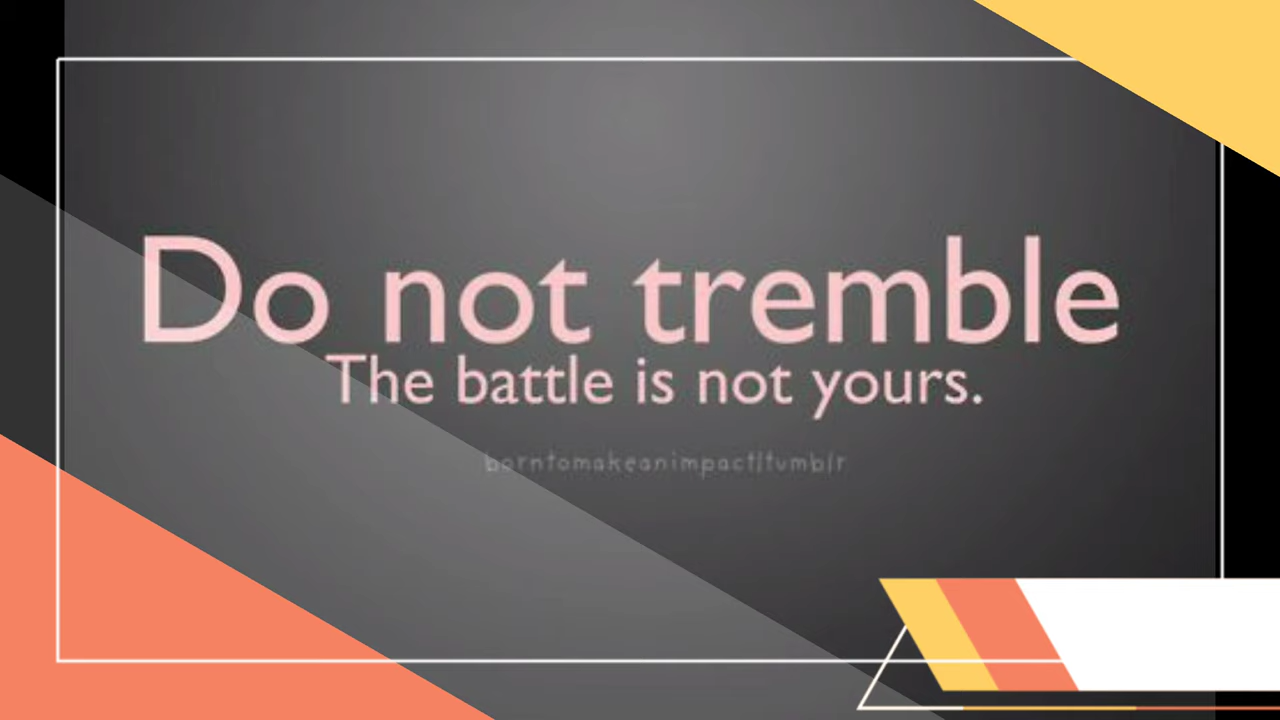 Do not tremble
The battle is not yours.
borntomakeanimpact|tumblr